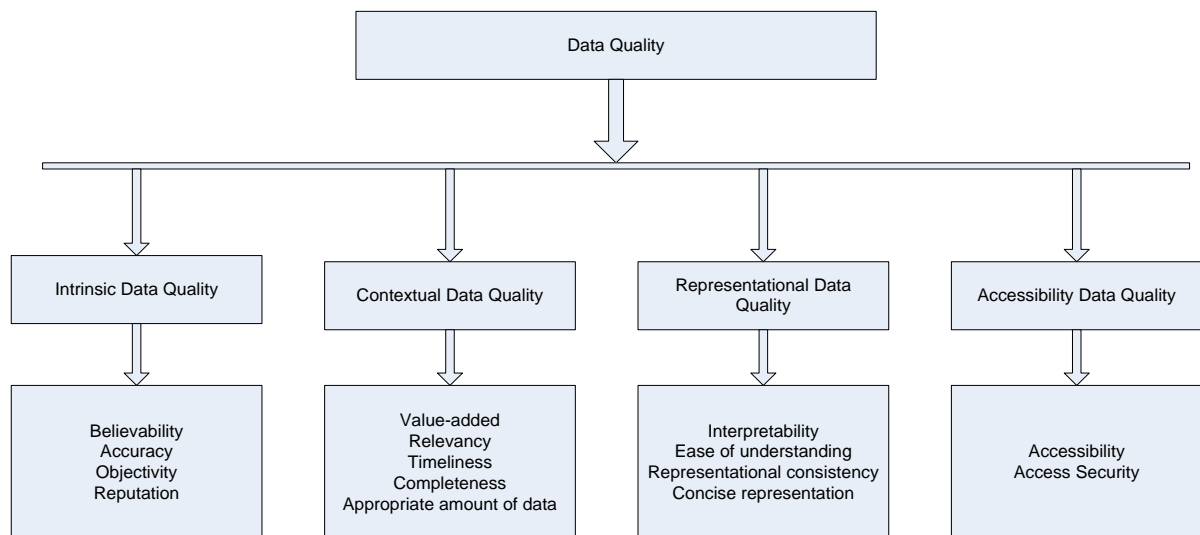 Data Quality
Intrinsic Data Quality
Contextual Data Quality
Representational Data
Quality
Accessibility Data Quality
Believability
Accuracy
Objectivity
Reputation
Value-added
Relevancy
Timeliness
Completeness
Appropriate amount of data
Interpretability
Ease of understanding
Representational consistency
Concise representation
Accessibility
Access Security